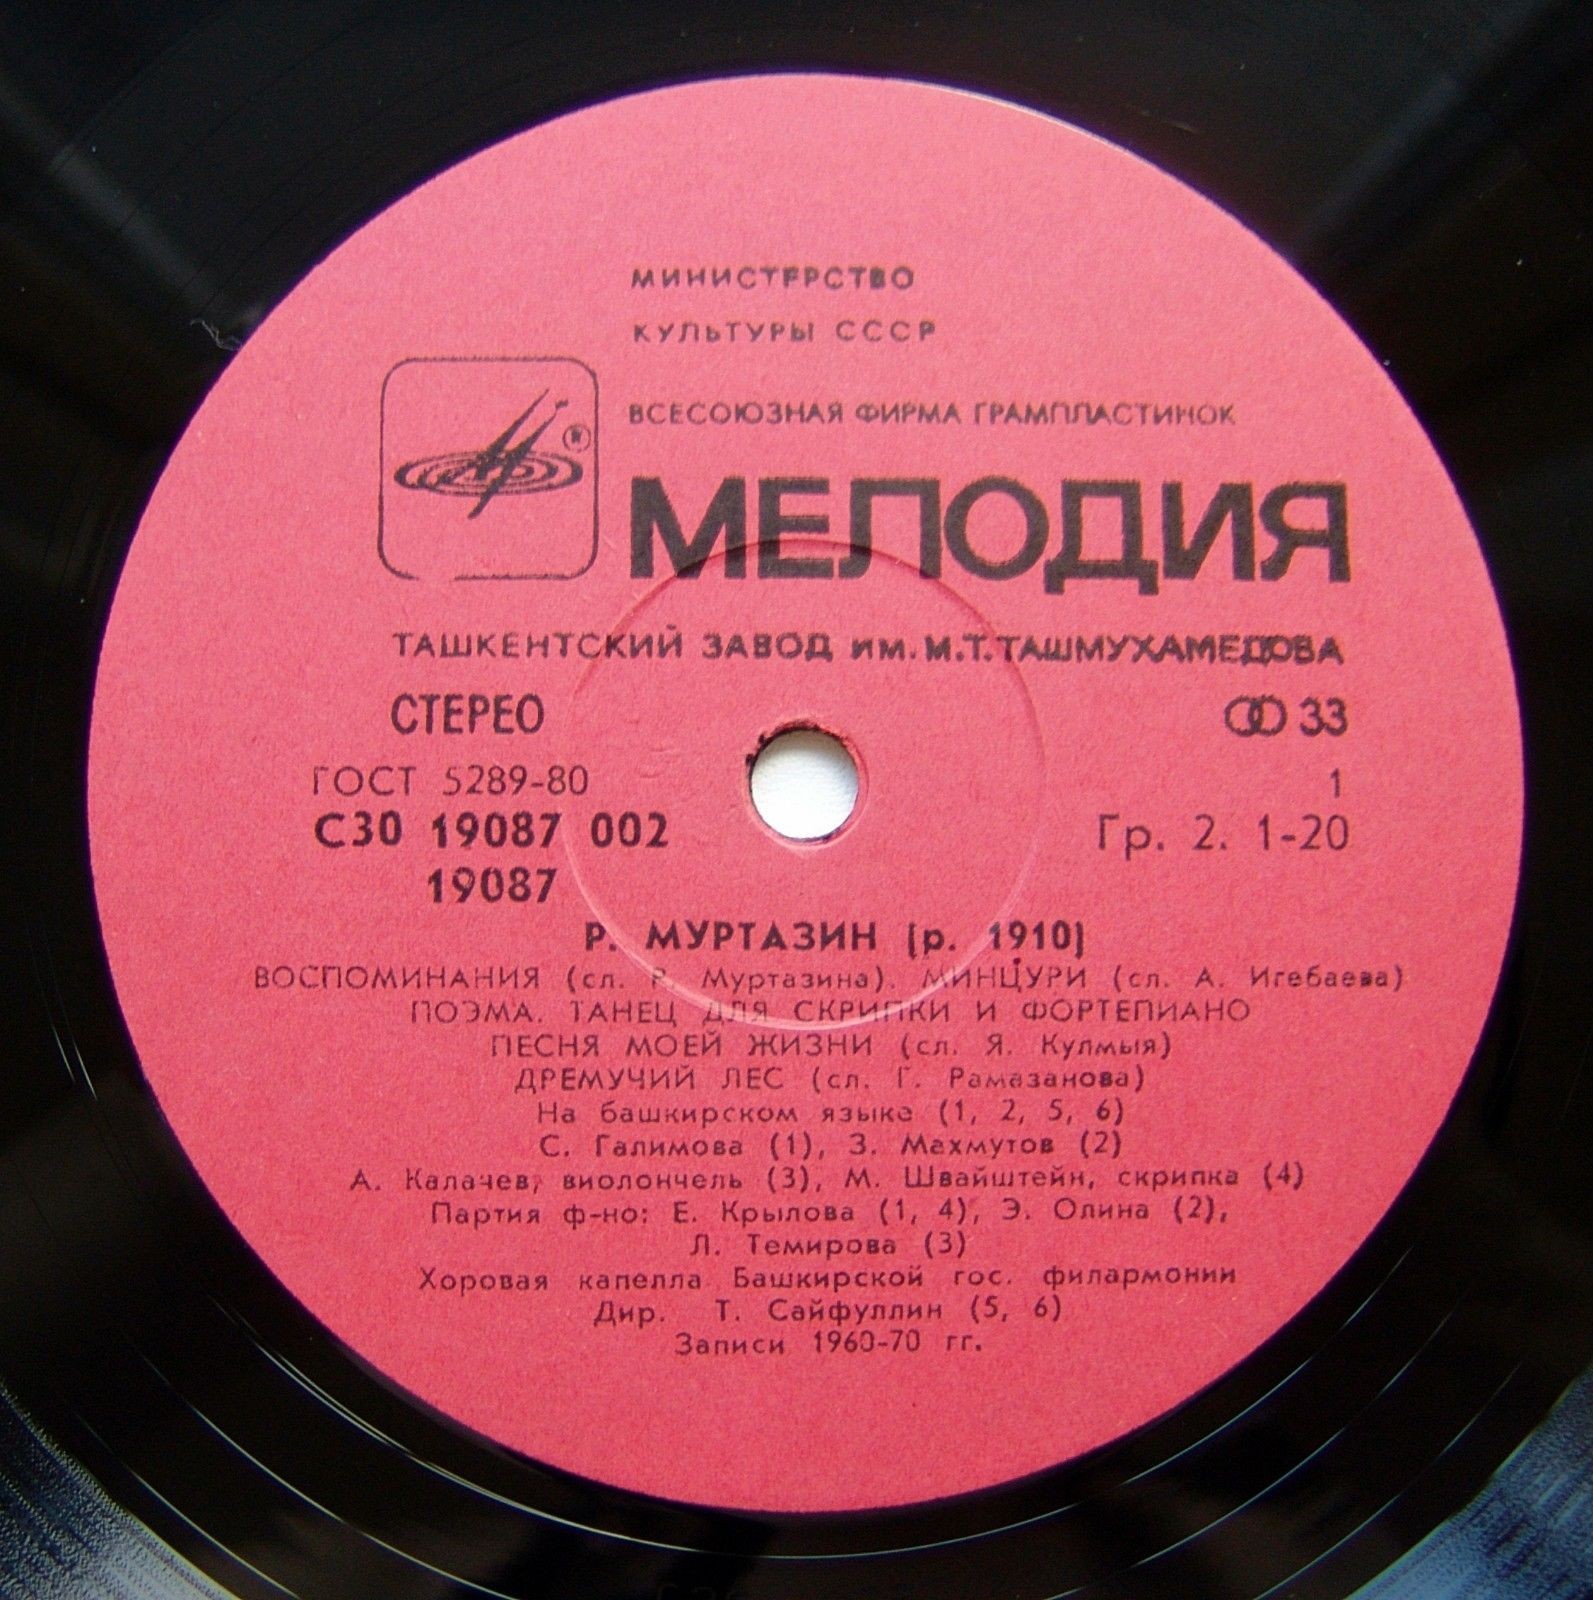 МИНИСТЕРСТВО
КУЛЬТУРЫ СССР
ВСЕСОЮЗНАЯ ФИРМА ГРАМПЛАСТИНОК
®
МЕЛОДИЯ
ТАШКЕНТСКИЙ ЗАВОД им. М.Т. ТАШМУХАМЕДОВА
СТЕРЕО 33
ГОСТ 5289-80 1
С30 19087 002 Гр. 2. 1-20
19087
Р. МУРТАЗИН (р. 1910)
ВОСПОМИНАНИЯ (сл. Р. Муртазина). МИНЦУРИ (сл. А. Игебаева)
ПОЭМА. ТАНЕЦ ДЛЯ СКРИПКИ И ФОРТЕПИАНО
ПЕСНЯ МОЕЙ ЖИЗНИ (сл. Я. Кулмыя)
ДРЕМУЧИЙ ЛЕС (сл. Г. Рамазанова)
На башкирском языке (1, 2, 5, 6)
С. Галимова (1), З. Махмутов (2)
А. Калачев, виолончель (3), М. Швайштейн, скрипка (4)
Партия ф-но: Е. Крылова (1, 4), Э. Олина (2),
Л. Темирова (3)
Хоровая капелла Башкирской гос. филармонии
Дир. Т. Сайфуллин (5, 6)
Записи 1960-70 гг.